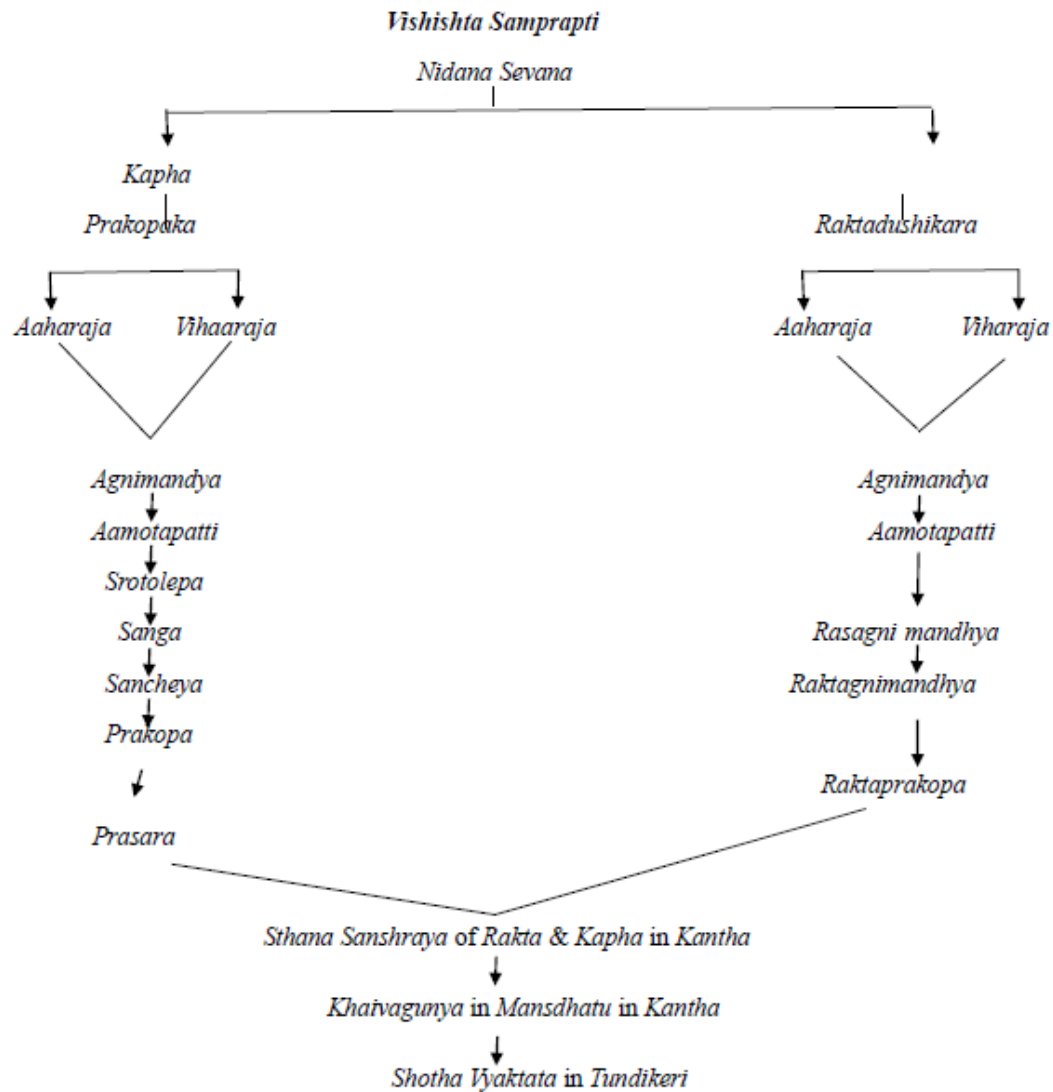 Vishishta Samprapti
Nidana Sevana
Kapha
Prakopaka
Raktadushikara
Aaharaja
Vihaaraja
Aaharaja
Viharaja
Agnimandya
Agnimandya
Aamotapatti
Aamotapatti
Srotolepa
Sanga
Rasagni mandhya
Sancheya
Raktagnimandhya
Prakopa
Raktaprakopa
Prasara
Sthana Sanshraya of Rakta & Kapha in Kantha
Khaivagunya in Mansdhatu in Kantha
Shotha Vyaktata in Tundikeri